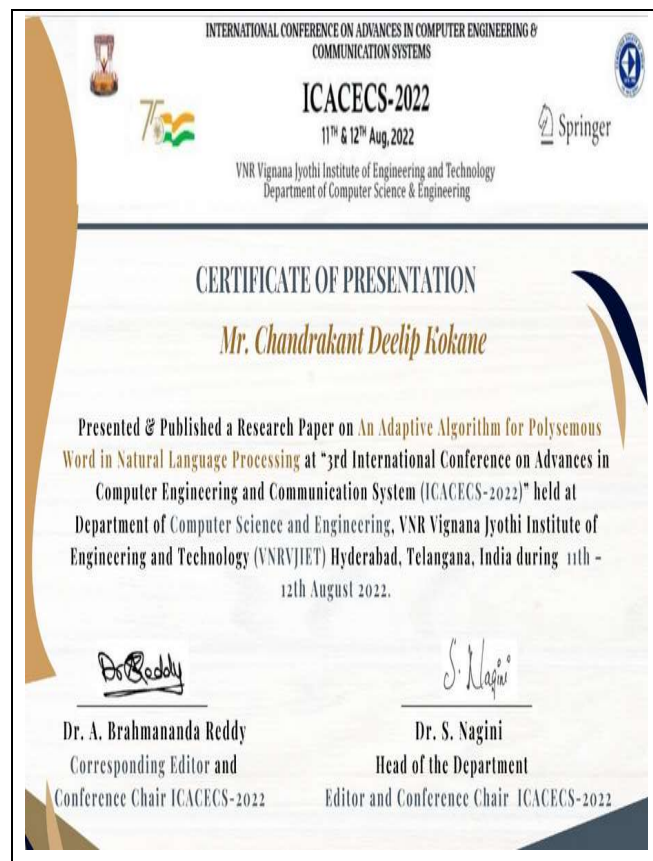 INTERNATIONAL CONFERENCE ON ADVANCES IN COMPUTER ENGINEERING &
COMMUNICATION SYSTEMS
ICACECS-2022
11TH & 12TH Aug, 2022
75
Springer
VNR Vignana Jyothi Institute of Engineering and Technology
Department of Computer Science & Engineering
CERTIFICATE OF PRESENTATION
Mr. Chandrakant Deelip Kokane
Presented & Published a Research Paper on An Adaptive Algorithm for Polysemous
Word in Natural Language Processing at “3rd International Conference on Advances in
Computer Engineering and Communication System (ICACECS-2022)” held at
Department of Computer Science and Engineering, VNR Vignana Jyothi Institute of
Engineering and Technology (VNRVJIET) Hyderabad, Telangana, India during 11th –
12th August 2022.
Dr Reddy
S. Nagini
Dr. A. Brahmananda Reddy
Dr. S. Nagini
Corresponding Editor and
Head of the Department
Conference Chair ICACECS-2022
Editor and Conference Chair ICACECS-2022